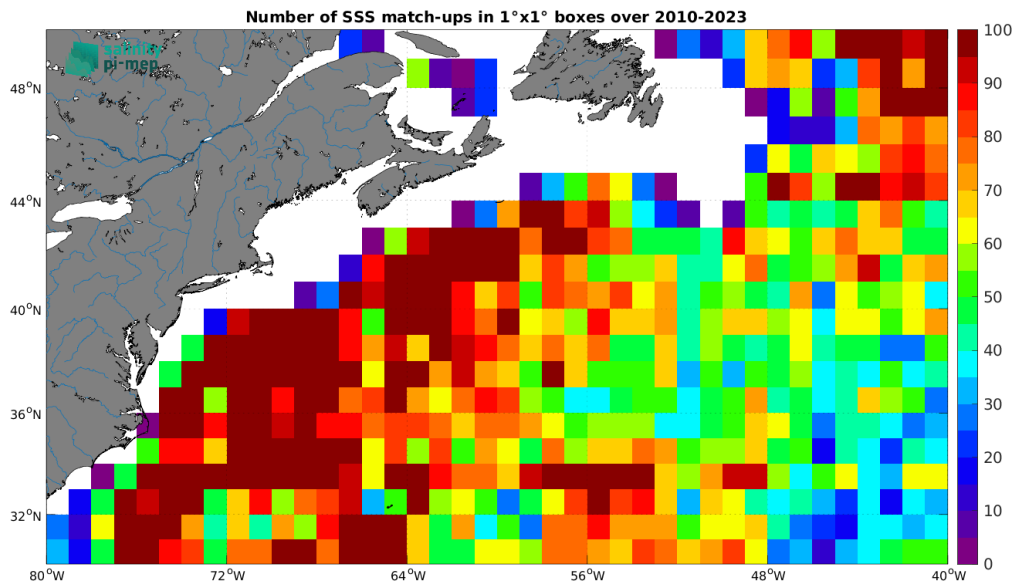 Number of SSS match-ups in 1°x1° boxes over 2010-2023
salinity
pi-mep
48°N
44°N
40°N
36°N
32°N
80°W 72°W 64°W 56°W 48°W 40°W
100
90
80
70
60
50
40
30
20
10
0